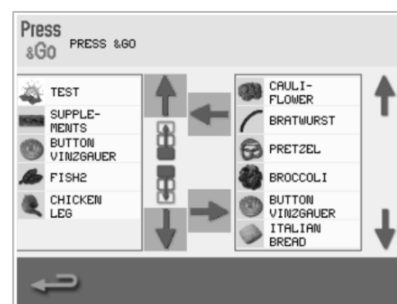 Press
&Go PRESS &GO
TEST
SUPPLE-
MENTS
BUTTON
VINZGAUER
FISH2
CHICKEN
LEG
CAULI-
FLOWER
BRATWURST
PRETZEL
BROCCOLI
BUTTON
VINZGAUER
ITALIAN
BREAD